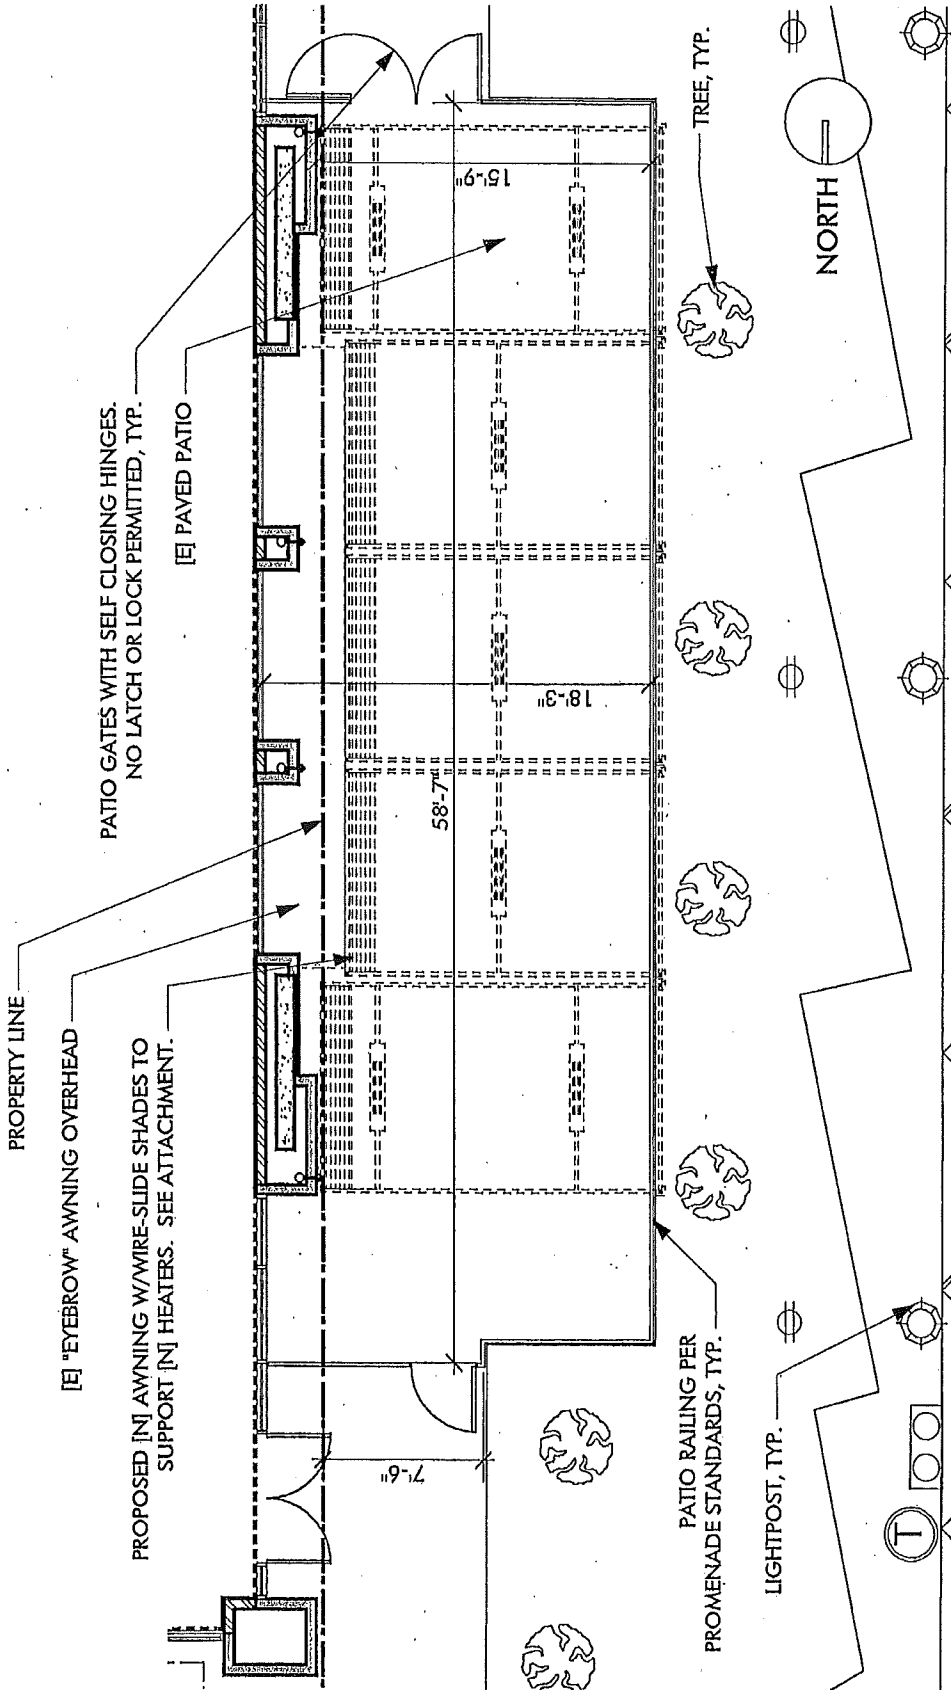 PROPERTY LINE
[E] "EYEBROW" AWNING OVERHEAD
PROPOSED [N] AWNING W/WIRE-SLIDE SHADES TO
SUPPORT [N] HEATERS. SEE ATTACHMENT.
PATIO GATES WITH SELF CLOSING HINGES.
NO LATCH OR LOCK PERMITTED, TYP.
[E] PAVED PATIO
15'-9"
18'-3"
58'-7"
7'-6"
TREE, TYP.
NORTH
PATIO RAILING PER
PROMENADE STANDARDS, TYP.
LIGHTPOST, TYP.
T